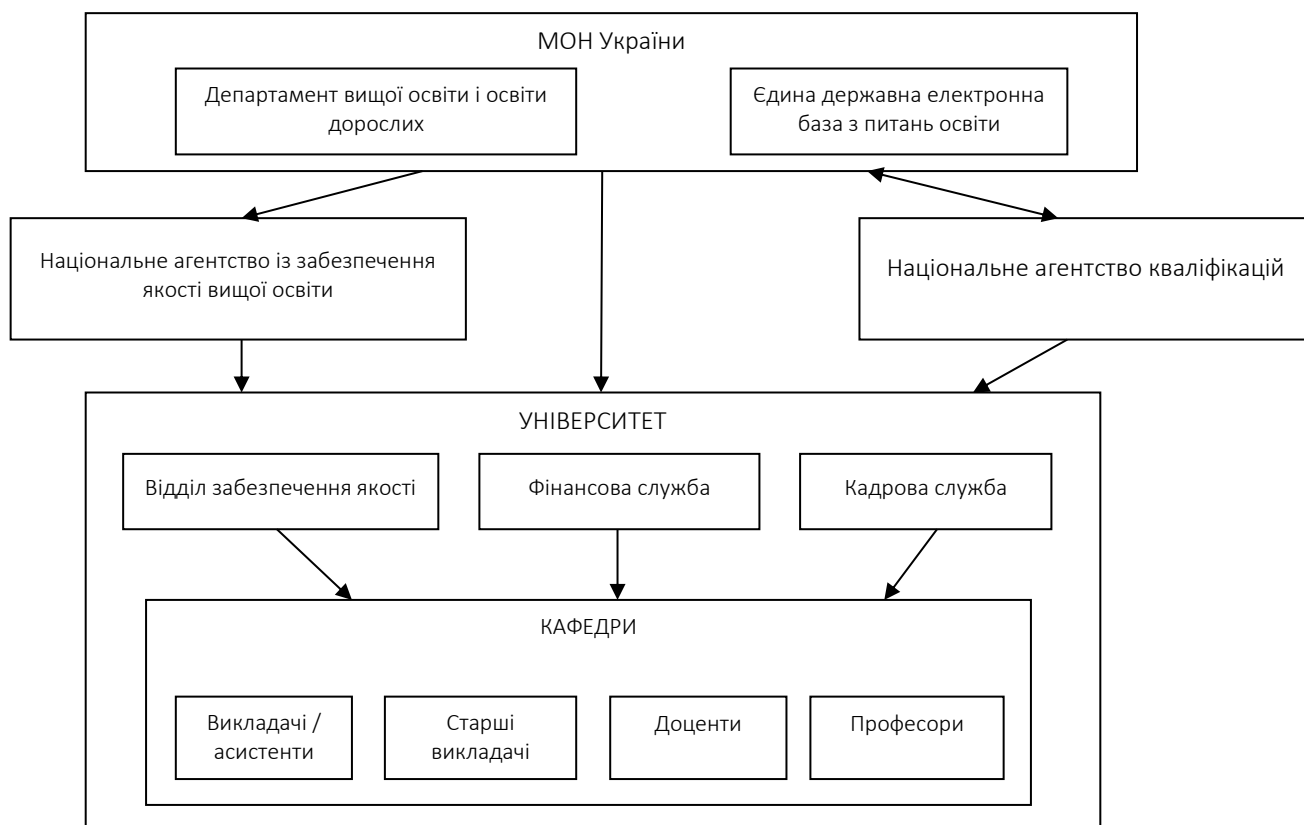 МОН України
Департамент вищої освіти і освіти
дорослих
Єдина державна електронна
база з питань освіти
Національне агентство із забезпечення
якості вищої освіти
Національне агентство кваліфікацій
УНІВЕРСИТЕТ
Відділ забезпечення якості
Фінансова служба
Кадрова служба
КАФЕДРИ
Викладачі /
асистенти
Старші
викладачі
Доценти
Професори